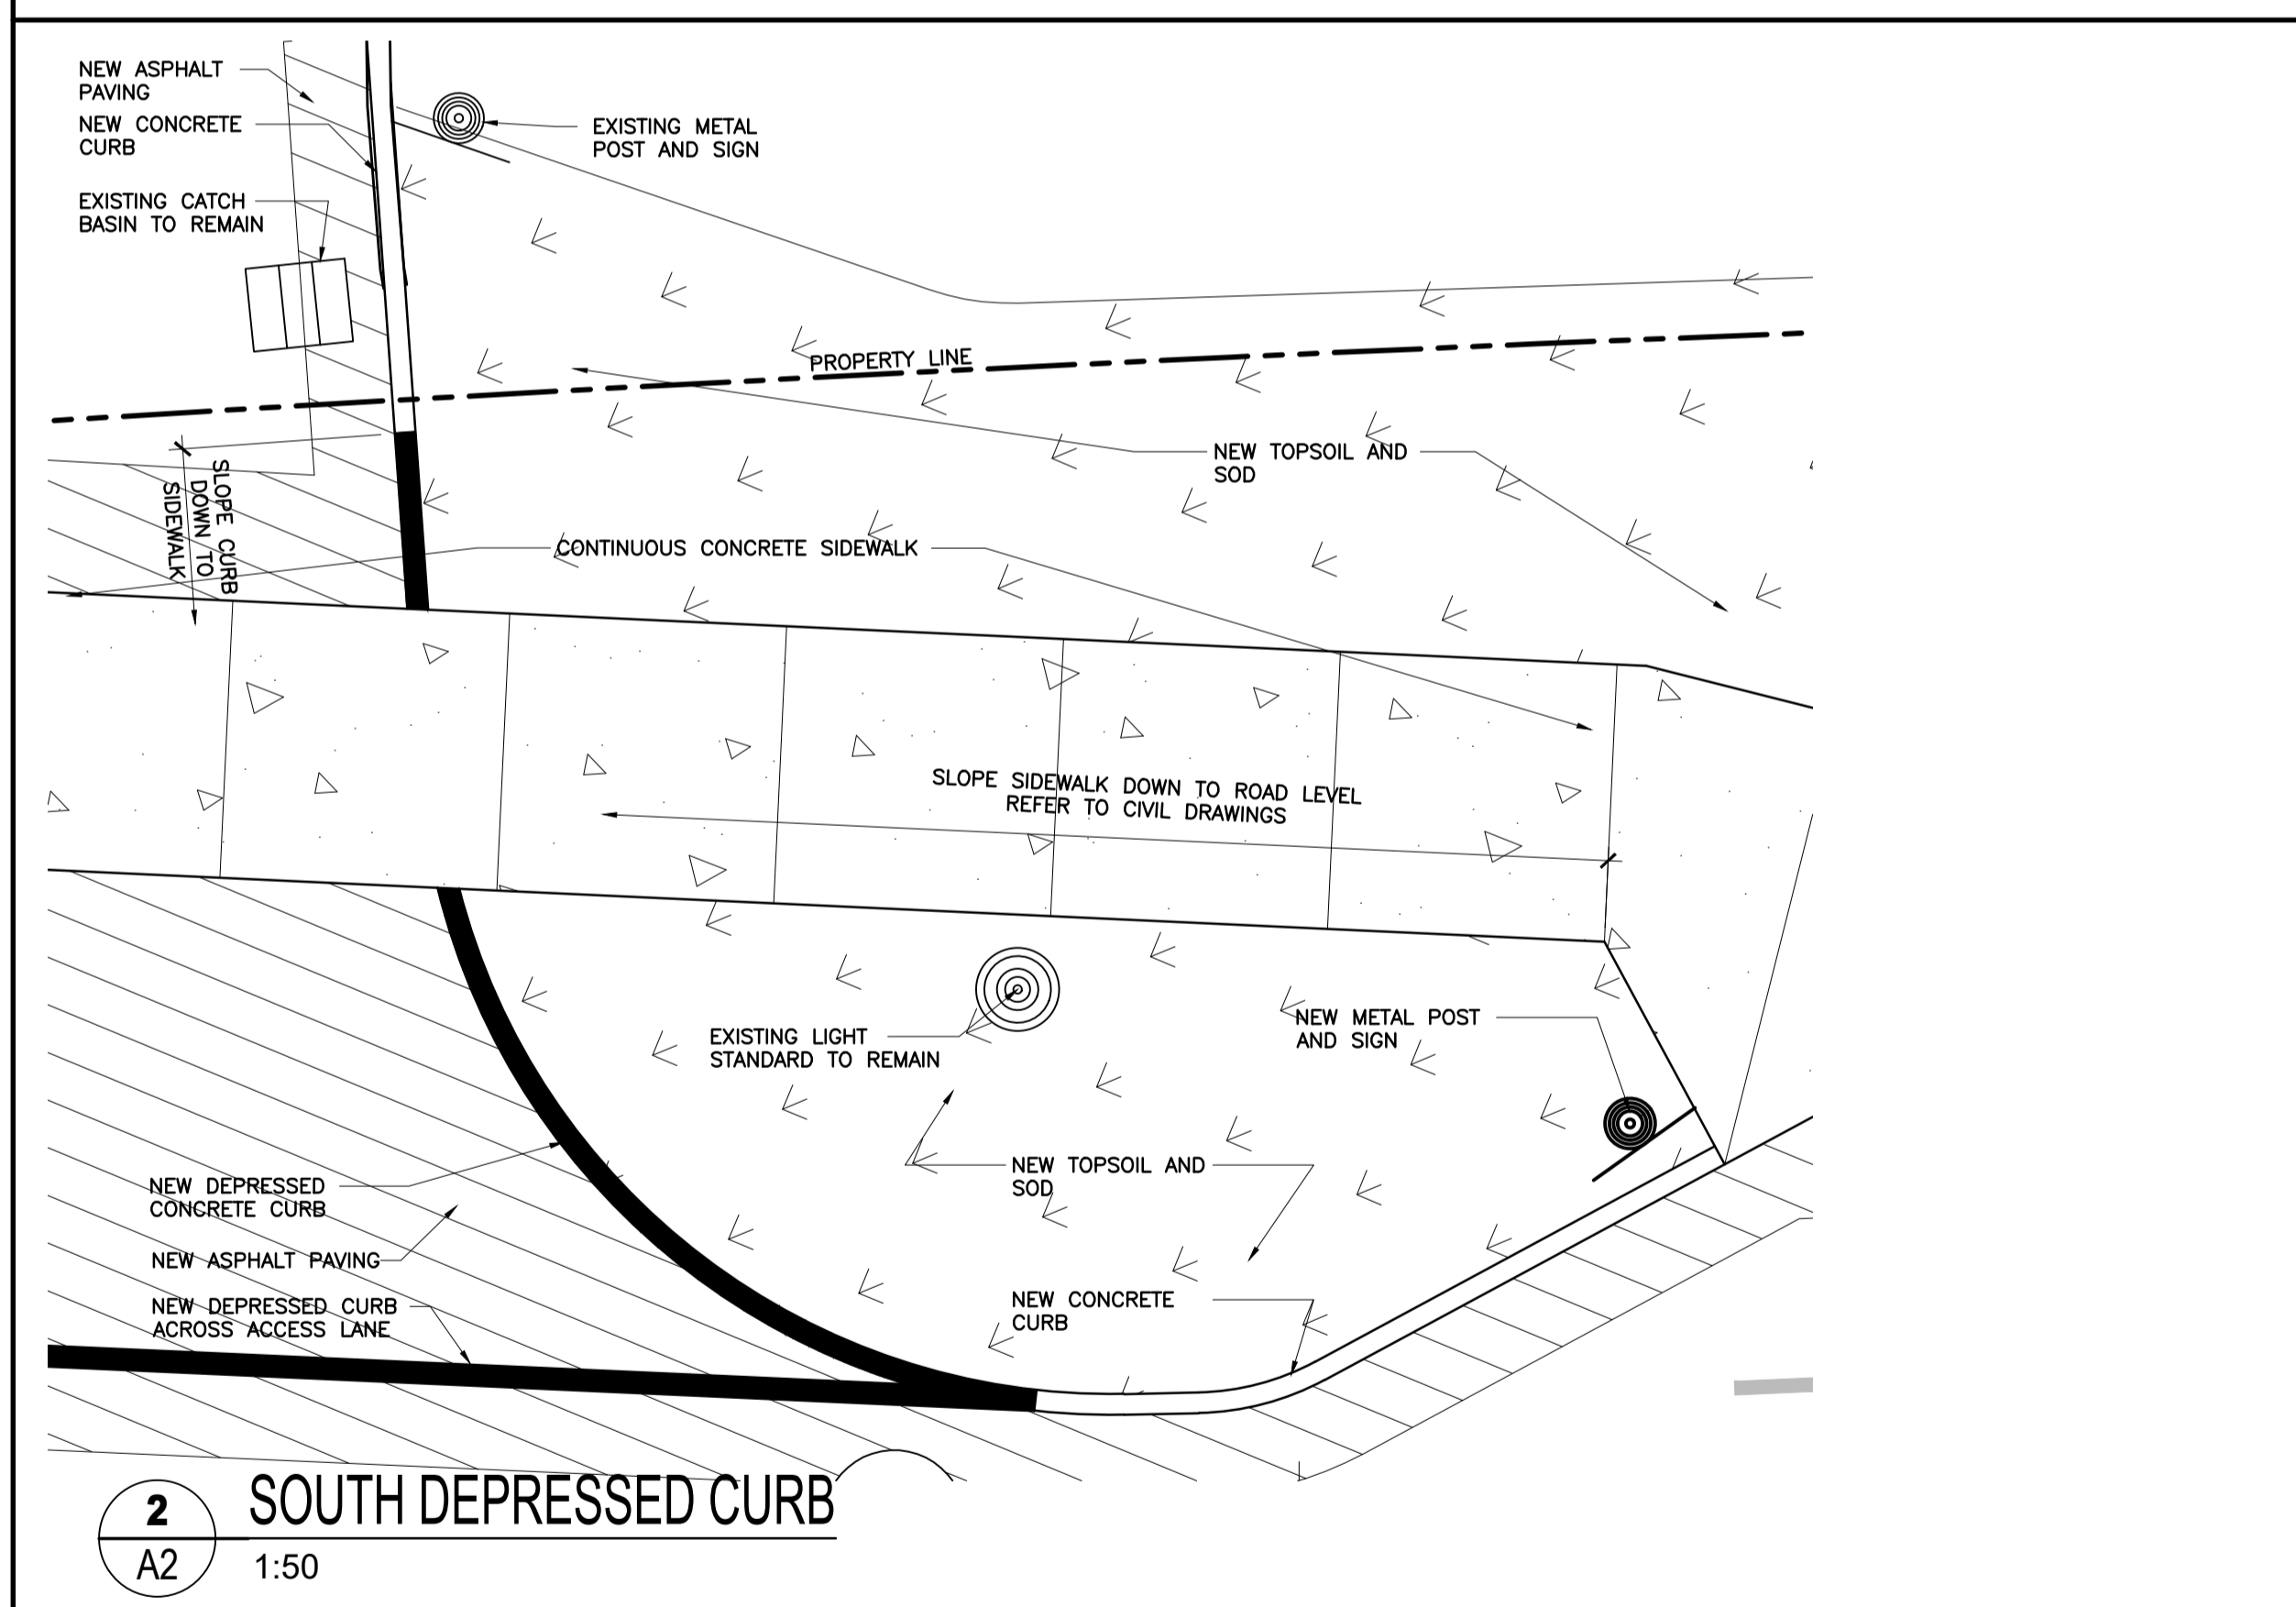 NEW ASPHALT
PAVING
NEW CONCRETE
CURB
EXISTING CATCH
BASIN TO REMAIN
EXISTING METAL
POST AND SIGN
PROPERTY LINE
NEW TOPSOIL AND
SOD
SLOPE CURB
DOWN TO
SIDEWALK
CONTINUOUS CONCRETE SIDEWALK
SLOPE SIDEWALK DOWN TO ROAD LEVEL
REFER TO CIVIL DRAWINGS
EXISTING LIGHT
STANDARD TO REMAIN
NEW METAL POST
AND SIGN
NEW TOPSOIL AND
SOD
NEW DEPRESSED
CONCRETE CURB
NEW ASPHALT PAVING
NEW DEPRESSED CURB
ACROSS ACCESS LANE
NEW CONCRETE
CURB
2
A2
SOUTH DEPRESSED CURB
1:50